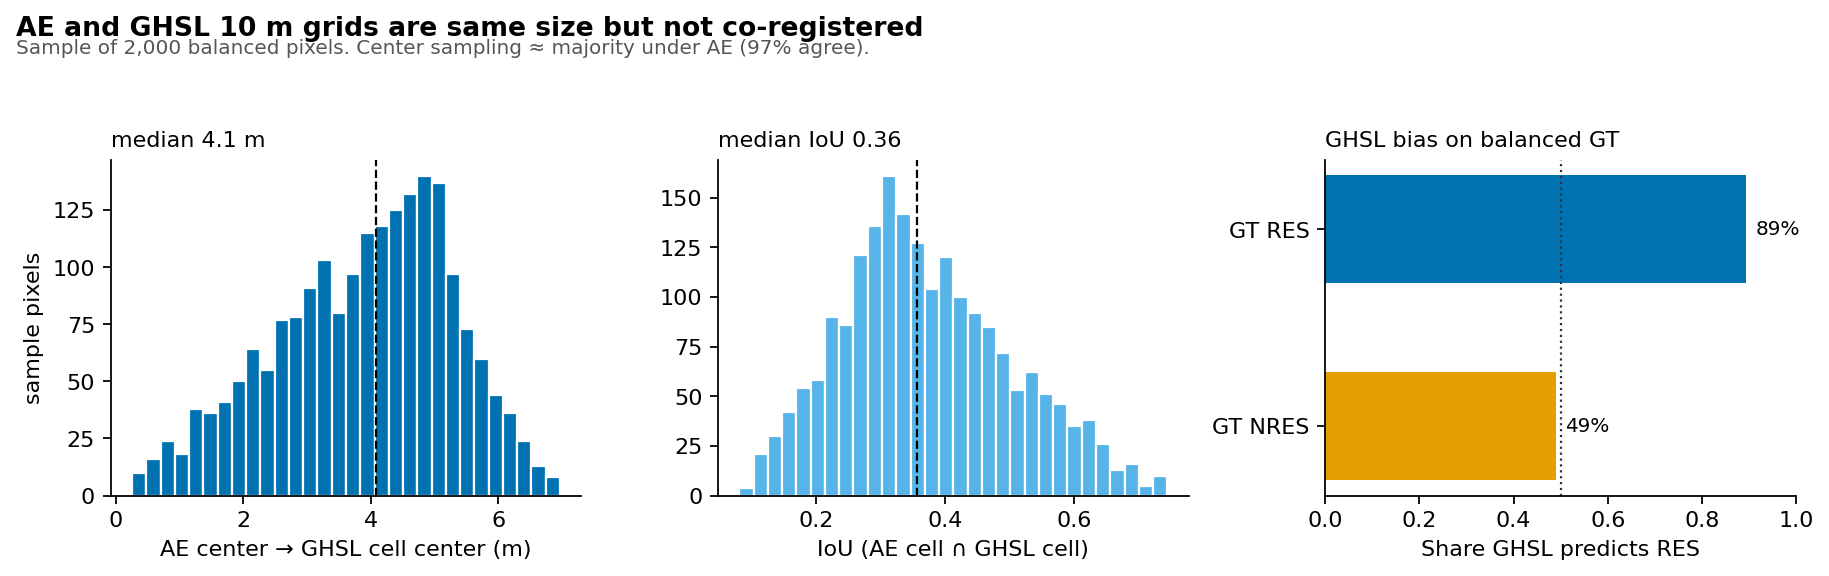 AE and GHSL 10 m grids are same size but not co-registered
Sample of 2,000 balanced pixels. Center sampling ≈ majority under AE (97% agree).
median 4.1 m
sample pixels
125
100
75
50
25
0
0 2 4 6
AE center → GHSL cell center (m)
median IoU 0.36
150
125
100
75
50
25
0
0.2 0.4 0.6
IoU (AE cell ∩ GHSL cell)
GHSL bias on balanced GT
GT RES
89%
GT NRES
49%
0.0 0.2 0.4 0.6 0.8 1.0
Share GHSL predicts RES